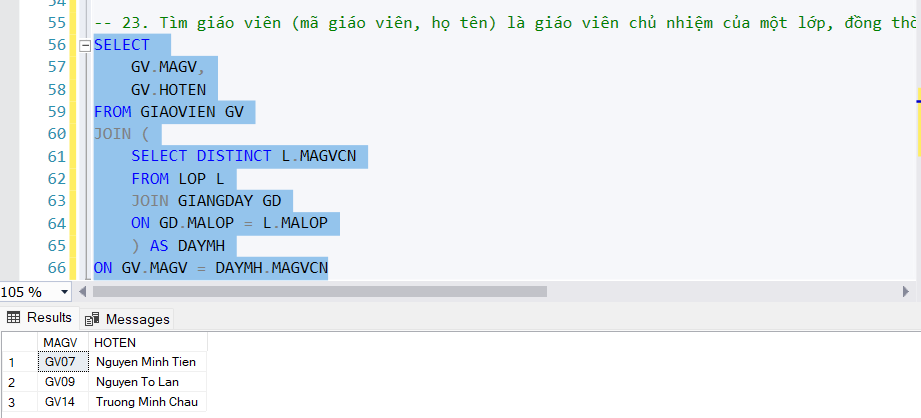 55 -- 23. Tìm giáo viên (mã giáo viên, họ tên) là giáo viên chủ nhiệm của một lớp, đồng thờ
56 SELECT
57 GV.MAGV,
58 GV.HOTEN
59 FROM GIAOVIEN GV
60 JOIN (
61 SELECT DISTINCT L.MAGVCN
62 FROM LOP L
63 JOIN GIANGDAY GD
64 ON GD.MALOP = L.MALOP
65 ) AS DAYMH
66 ON GV.MAGV = DAYMH.MAGVCN
105 %
Results Messages
MAGV HOTEN
1 GV07 Nguyen Minh Tien
2 GV09 Nguyen To Lan
3 GV14 Truong Minh Chau